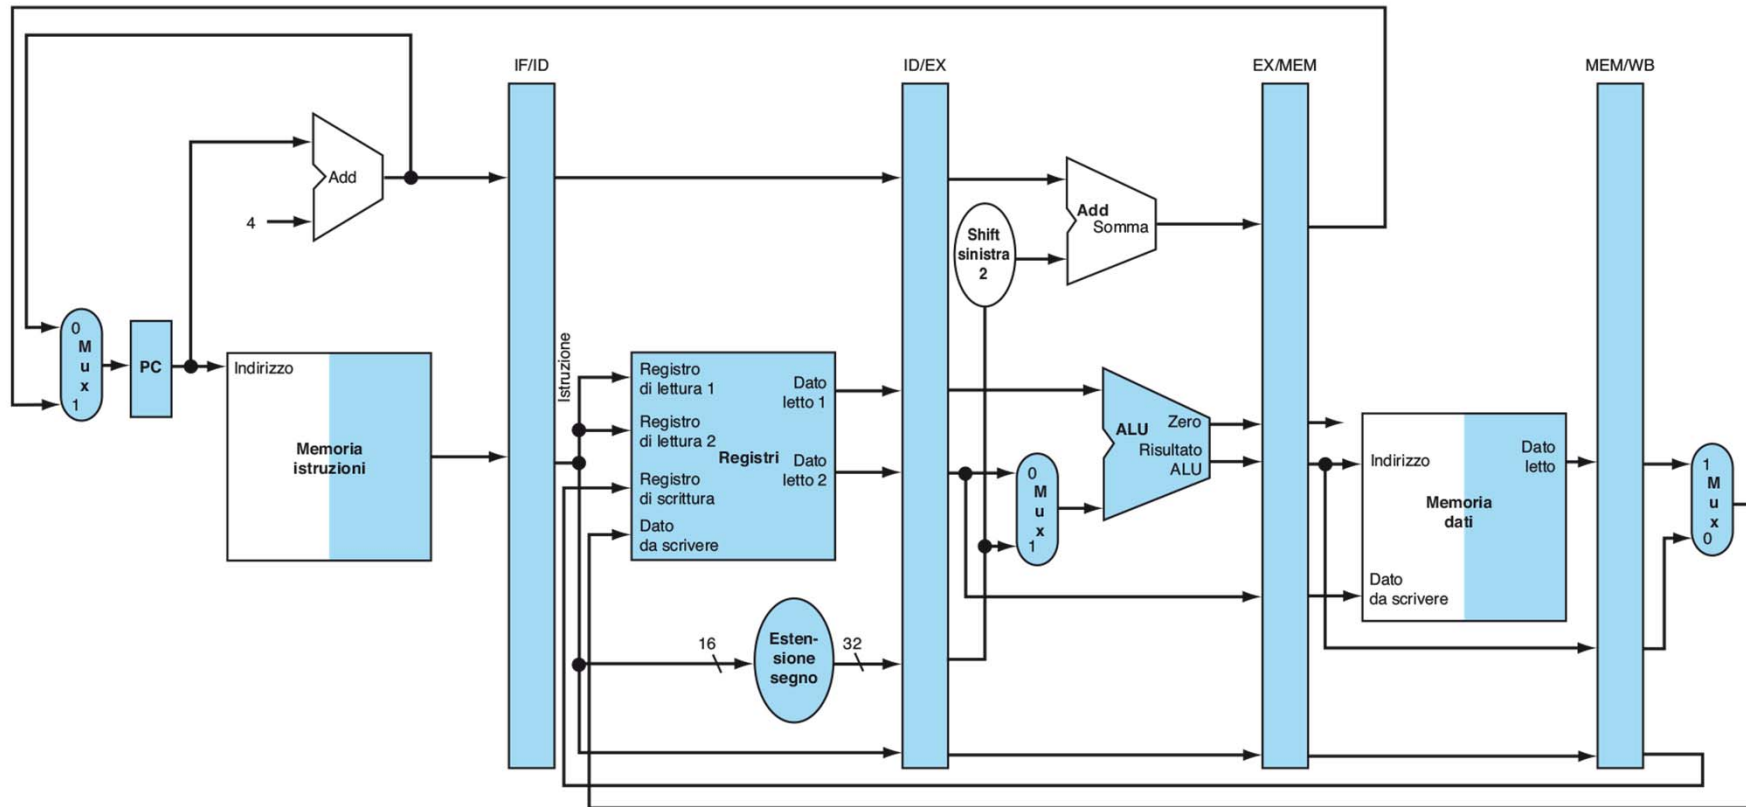 IF/ID
ID/EX
EX/MEM
MEM/WB
Add
4
Add
Somma
Shift
sinistra
2
0
M
u
x
1
PC
Indirizzo
Memoria
istruzioni
Istruzione
Registro
di lettura 1
Registro
di lettura 2
Registro
di scrittura
Dato
da scrivere
Registri
Dato
letto 1
Dato
letto 2
16
Esten-
sione
segno
32
0
M
u
x
1
ALU
Zero
Risultato
ALU
Indirizzo
Dato
letto
Memoria
dati
Dato
da scrivere
1
M
u
x
0